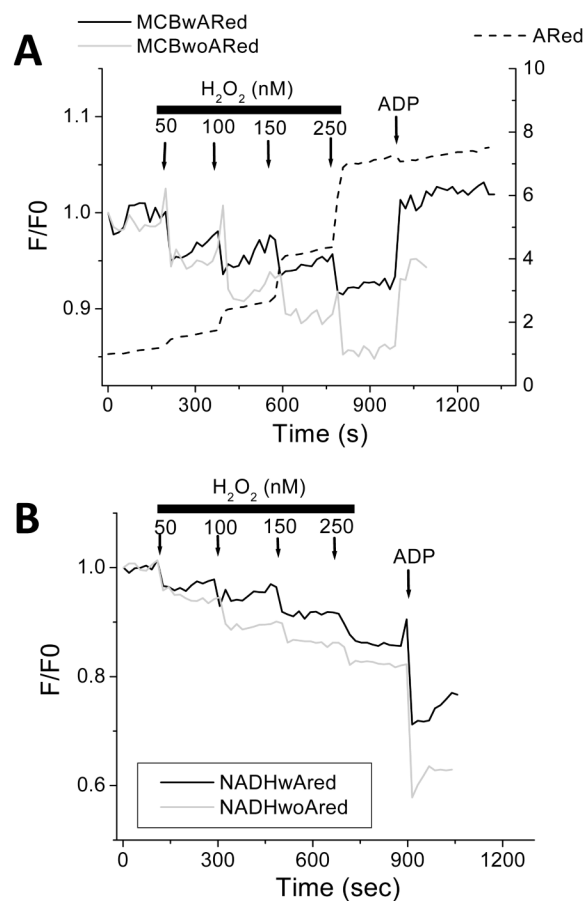 MCBwARed
MCBwoARed
ARed
A
H2O2 (nM)
50 100 150 250 ADP
1.1
1.0
0.9
F/F0
10
8
6
4
2
0
0 300 600 900 1200
Time (s)
B
H2O2 (nM)
50 100 150 250
ADP
1.0
0.8
0.6
F/F0
NADHwAred
NADHwoAred
0 300 600 900 1200
Time (sec)